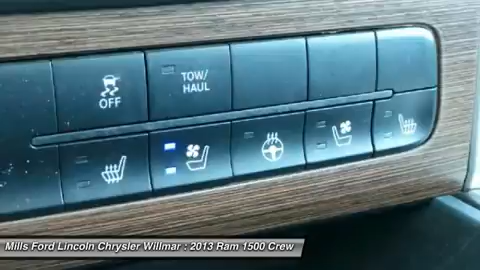 OFF
TOW/
HAUL
Mills Ford Lincoln Chrysler Willmar : 2013 Ram 1500 Crew